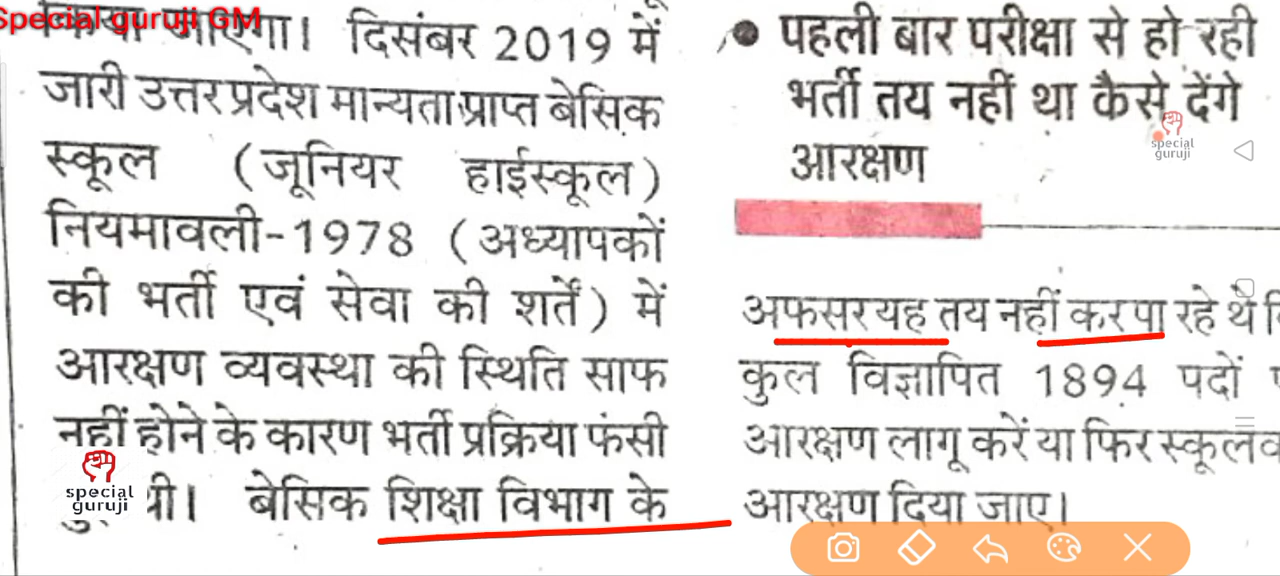 Special guruji GM
किया जाएगा। दिसंबर 2019 में
जारी उत्तर प्रदेश मान्यता प्राप्त बेसिक
स्कूल (जूनियर हाईस्कूल)
नियमावली-1978 (अध्यापकों
की भर्ती एवं सेवा की शर्तें) में
आरक्षण व्यवस्था की स्थिति साफ
नहीं होने के कारण भर्ती प्रक्रिया फंसी
थी। बेसिक शिक्षा विभाग के
special
guruji
● पहली बार परीक्षा से हो रही
भर्ती तय नहीं था कैसे देंगे
आरक्षण
special
guruji
अफसर यह तय नहीं कर पा रहे थे
कुल विज्ञापित 1894 पदों
आरक्षण लागू करें या फिर
आरक्षण दिया जाए।